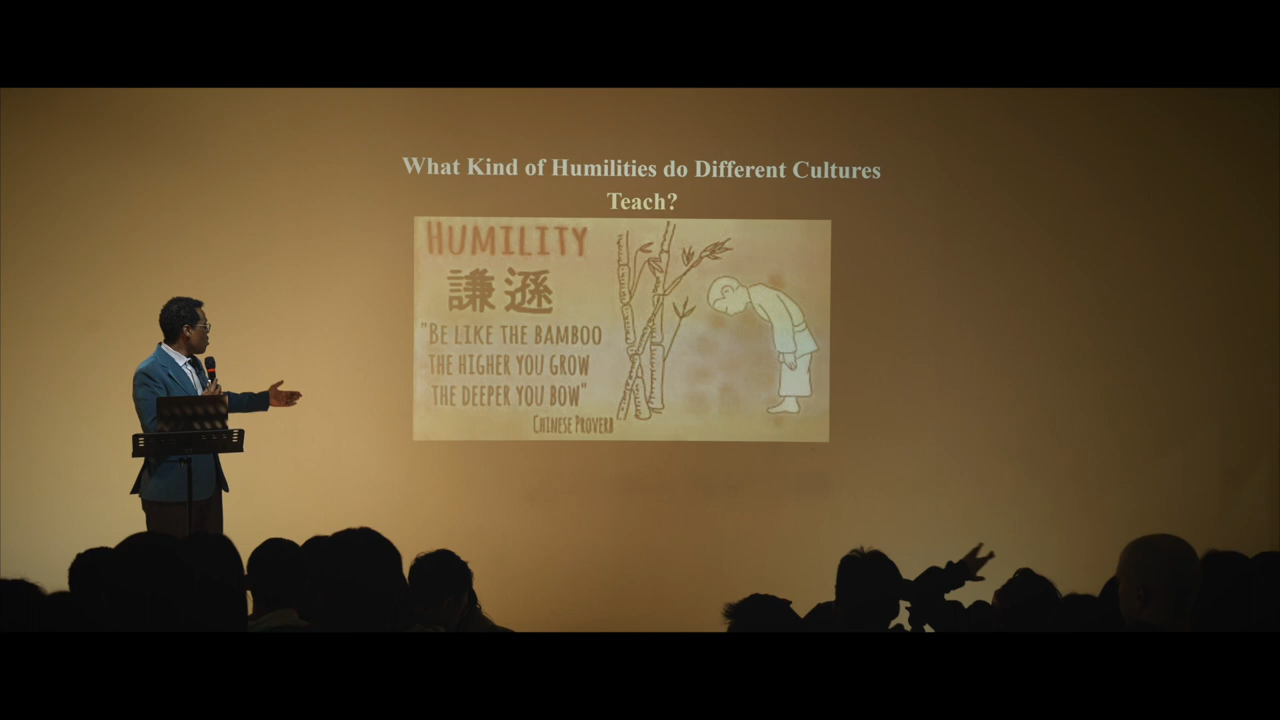 What Kind of Humilities do Different Cultures
Teach?
HUMILITY
謙遜
"BE LIKE THE BAMBOO
THE HIGHER YOU GROW
THE DEEPER YOU BOW"
CHINESE PROVERB